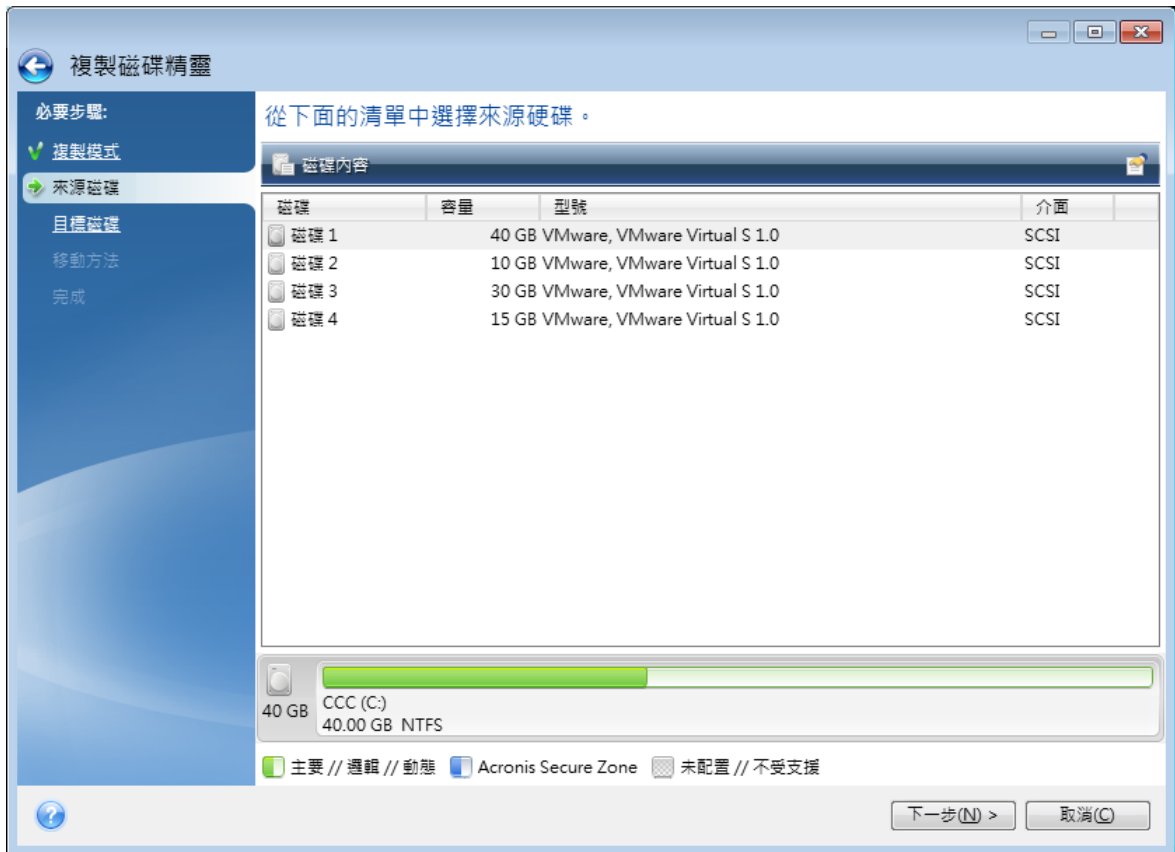 複製磁碟精靈
必要步驟:
複製模式
來源磁碟
目標磁碟
移動方法
完成
從下面的清單中選擇來源硬碟。
磁碟內容
磁碟 容量 型號 介面
磁碟 1 40 GB VMware, VMware Virtual S 1.0 SCSI
磁碟 2 10 GB VMware, VMware Virtual S 1.0 SCSI
磁碟 3 30 GB VMware, VMware Virtual S 1.0 SCSI
磁碟 4 15 GB VMware, VMware Virtual S 1.0 SCSI
40 GB
CCC (C:)
40.00 GB NTFS
主要 // 邏輯 // 動態 Acronis Secure Zone 未配置 // 不受支援
下一步(N) > 取消(C)